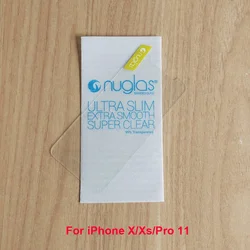 nuglas
ULTRA SLIM
EXTRA SMOOTH
SUPER CLEAR
For iPhone X/Xs/Pro 11